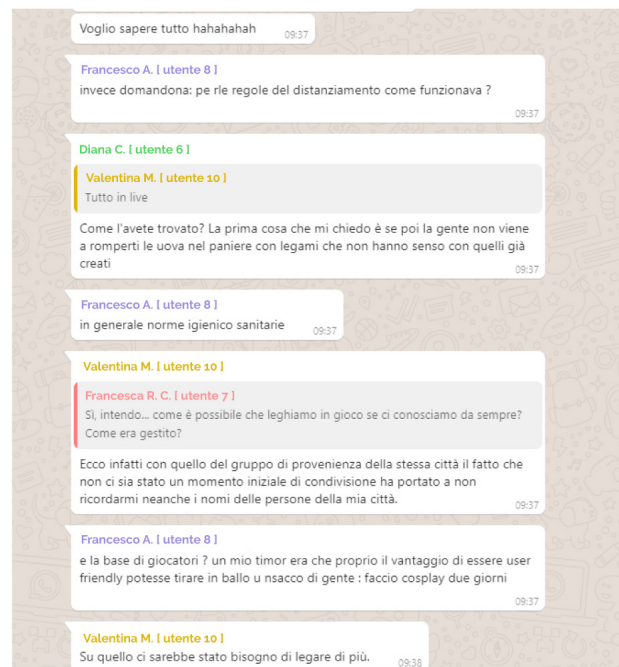 Voglio sapere tutto hahahahah
09:37
Francesco A. [ utente 8 ]
invece domandona: pe rle regole del distanziamento come funzionava ?
09:37
Diana C. [ utente 6 ]
Valentina M. [ utente 10 ]
Tutto in live
Come l'avete trovato? La prima cosa che mi chiedo è se poi la gente non viene
a romperti le uova nel paniere con legami che non hanno senso con quelli già
creati
09:37
Francesco A. [ utente 8 ]
in generale norme igienico sanitarie
09:37
Valentina M. [ utente 10 ]
Francesca R. C. [ utente 7 ]
Sì, intendo... come è possibile che leghiamo in gioco se ci conosciamo da sempre?
Come era gestito?
Ecco infatti con quello del gruppo di provenienza della stessa città il fatto che
non ci sia stato un momento iniziale di condivisione ha portato a non
ricordarmi neanche i nomi delle persone della mia città.
09:37
Francesco A. [ utente 8 ]
e la base di giocatori ? un mio timor era che proprio il vantaggio di essere user
friendly potesse tirare in ballo u nsacco di gente : faccio cosplay due giorni
09:37
Valentina M. [ utente 10 ]
Su quello ci sarebbe stato bisogno di legare di più.
09:38